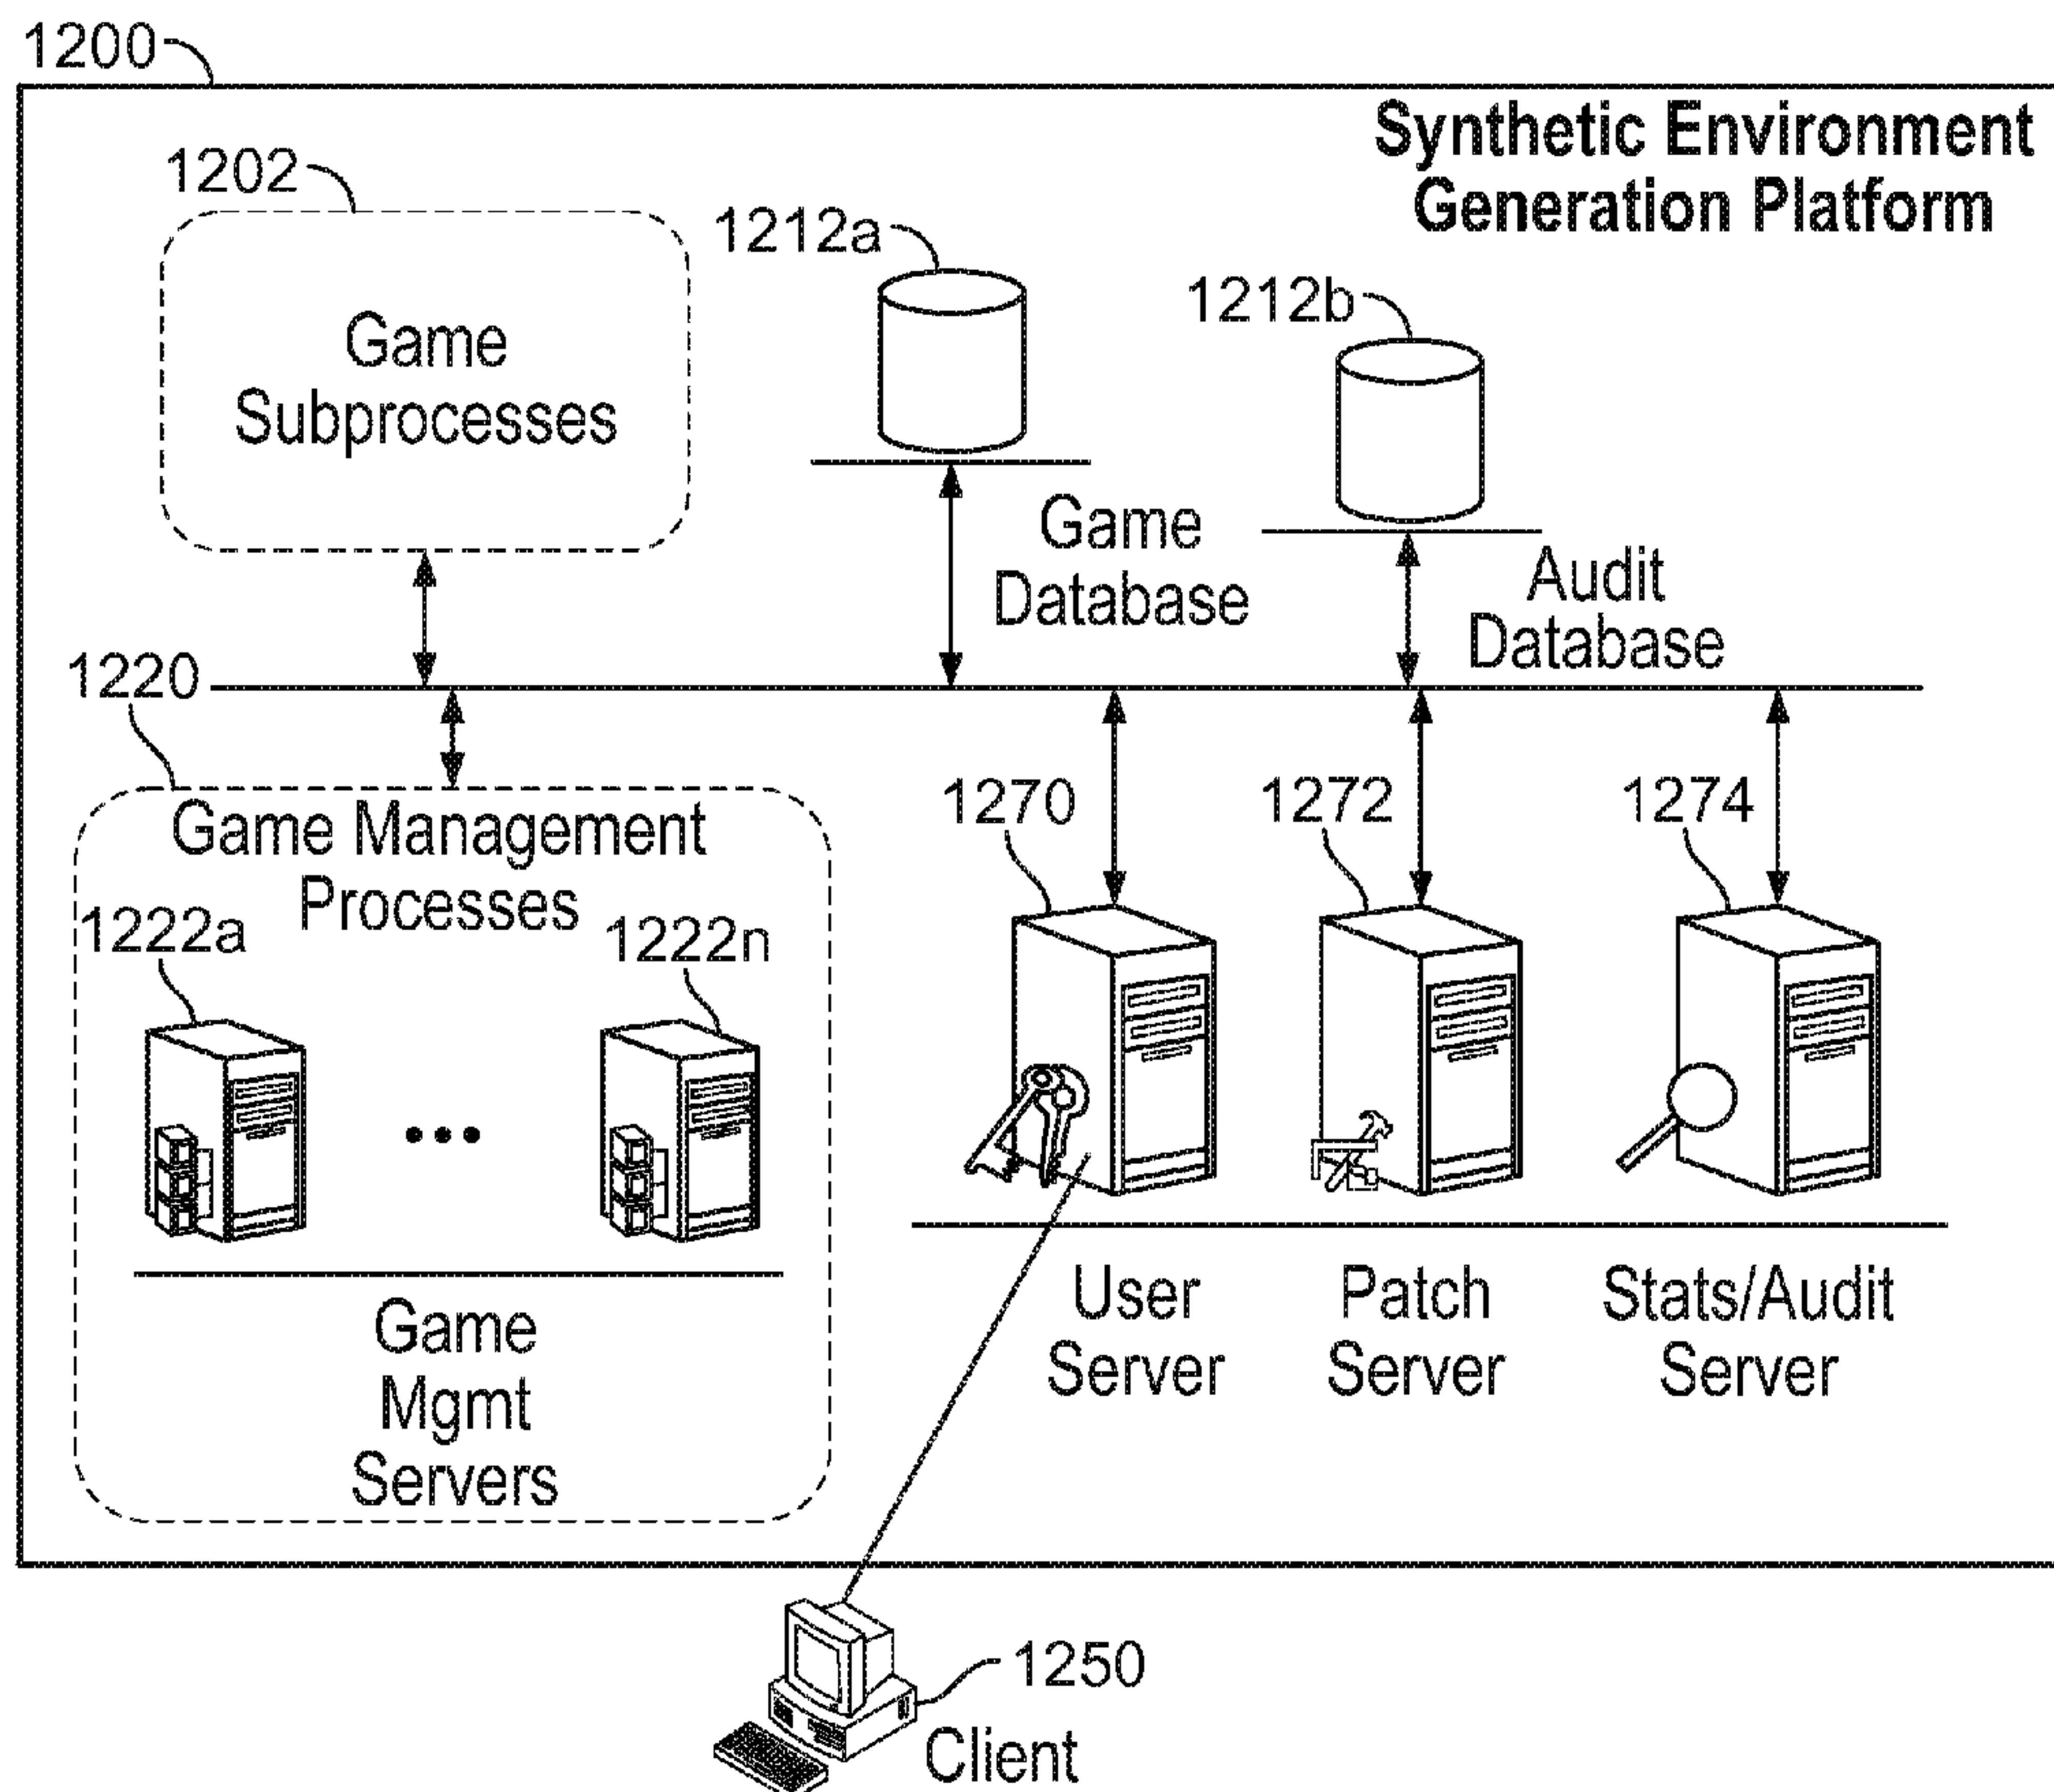 1200
Synthetic Environment
Generation Platform
1202
Game
Subprocesses
1212a
Game
Database
1212b
Audit
Database
1220
Game Management
Processes
1222a
1222n
Game
Mgmt
Servers
1270
User
Server
1272
Patch
Server
1274
Stats/Audit
Server
1250
Client